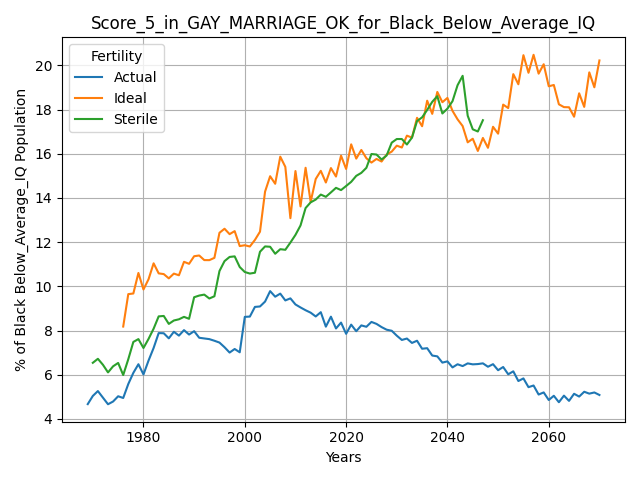 Score_5_in_GAY_MARRIAGE_OK_for_Black_Below_Average_IQ
Fertility
Actual
Ideal
Sterile
% of Black Below_Average_IQ Population
20
18
16
14
12
10
8
6
4
1980
2000
2020
2040
2060
Years